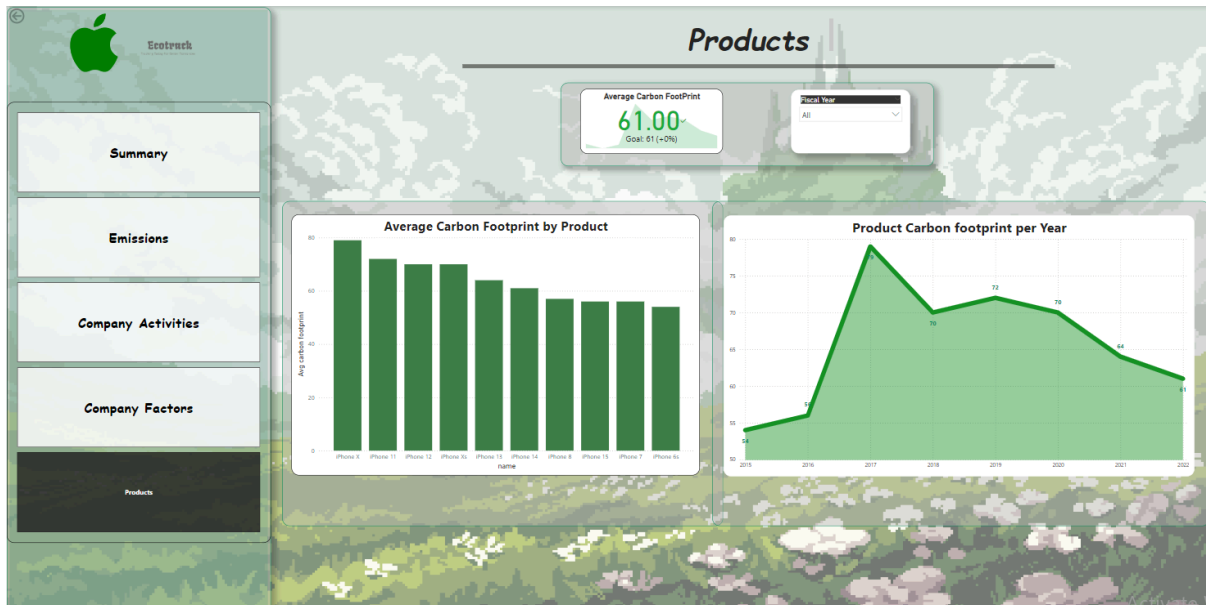 Ecotrack
Summary
Emissions
Company Activities
Company Factors
Products
Products
Average Carbon FootPrint
61.00
Goal: 61 (+0%)
Fiscal Year
All
Average Carbon Footprint by Product
Avg carbon footprint
80
60
40
20
0
iPhone X iPhone 11 iPhone 12 iPhone Xs iPhone 13 iPhone 14 iPhone 8 iPhone 15 iPhone 7 iPhone 6s
name
Product Carbon footprint per Year
80
75
70
65
60
55
50
54
56
79
70
72
70
64
61
2015 2016 2017 2018 2019 2020 2021 2022